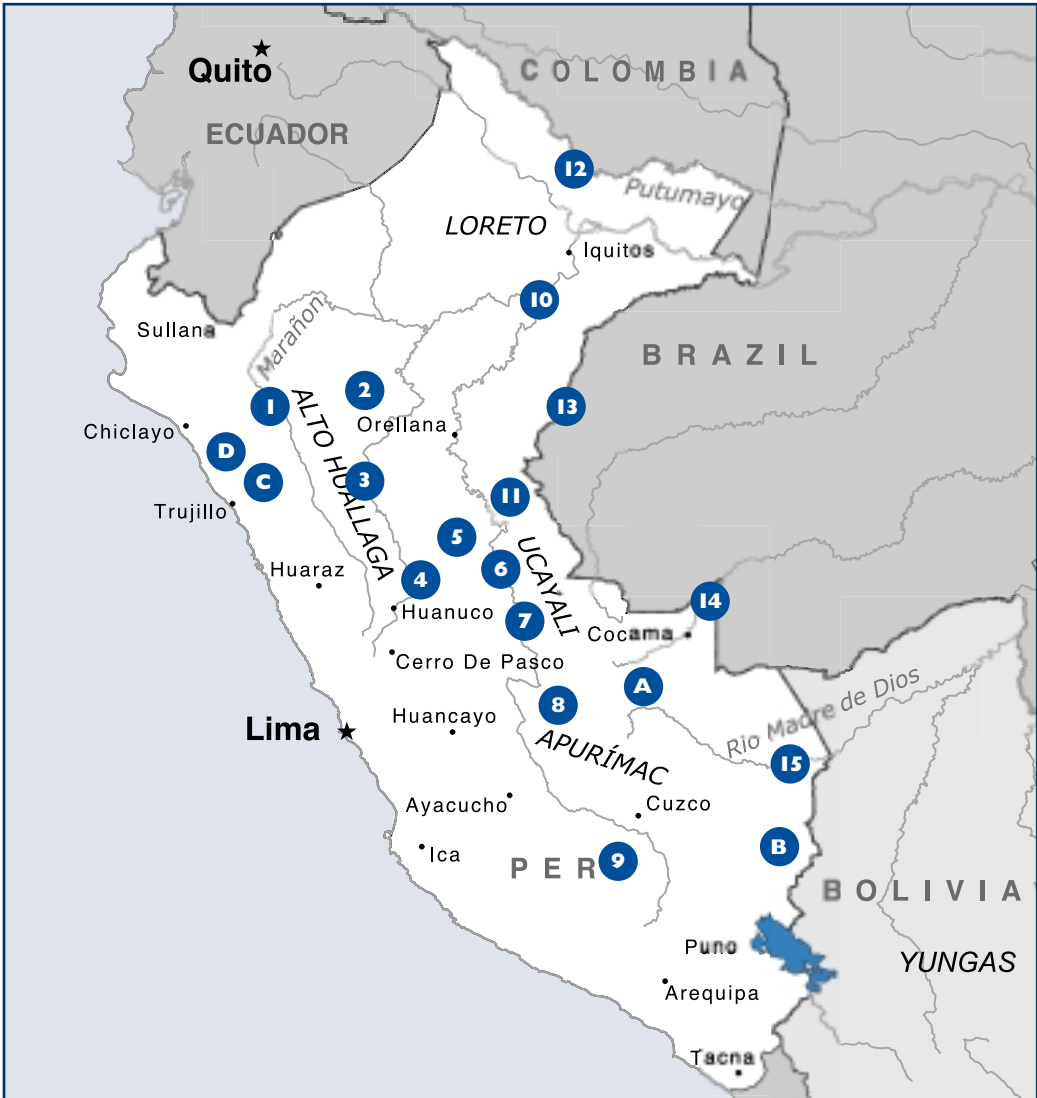 COLOMBIA
Quito
ECUADOR
12
Putumayo
LORETO
Iquitos
10
Marañon
Sullana
BRAZIL
2
1
13
ALTO HUALLAGA
Orellana
Chiclayo
D
3
C
11
Trujillo
5
UCAYALI
6
Huaraz
4
14
Huanuco
7
Cocama
Cerro De Pasco
A
Rio Madre de Dios
8
Huancayo
Lima
APURÍMAC
15
Ayacucho
Cuzco
B
Ica
9
PER
BOLIVIA
Puno
YUNGAS
Arequipa
Tacna